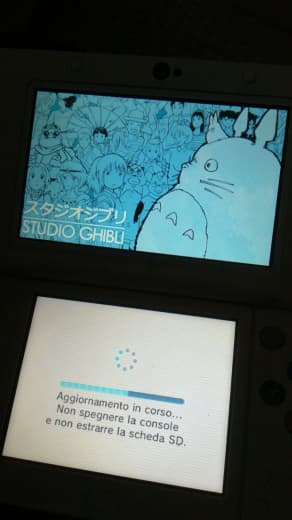 スタジオジブリ
STUDIO GHIBLI
Aggiornamento in corso...
Non spegnere la console
e non estrarre la scheda SD.